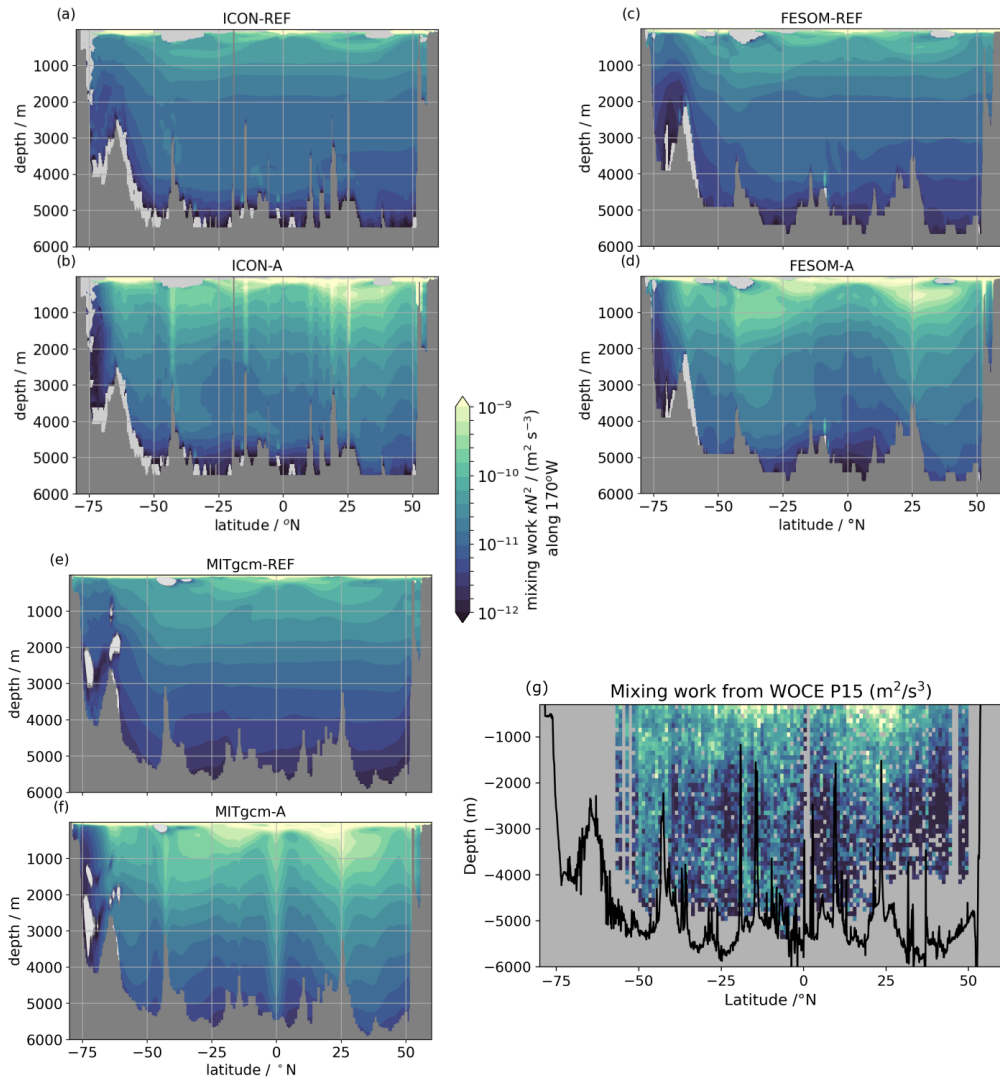 (a) ICON-REF
depth / m
1000
2000
3000
4000
5000
6000
(b) ICON-A
depth / m
1000
2000
3000
4000
5000
6000
−75 −50 −25 0 25 50
latitude / °N
(c) FESOM-REF
depth / m
1000
2000
3000
4000
5000
6000
(d) FESOM-A
depth / m
1000
2000
3000
4000
5000
6000
−75 −50 −25 0 25 50
latitude / °N
10⁻⁹
10⁻¹⁰
10⁻¹¹
10⁻¹²
mixing work κN² / (m² s⁻³)
along 170°W
(e) MITgcm-REF
depth / m
1000
2000
3000
4000
5000
6000
(f) MITgcm-A
depth / m
1000
2000
3000
4000
5000
6000
−75 −50 −25 0 25 50
latitude / °N
(g) Mixing work from WOCE P15 (m²/s³)
Depth (m)
−1000
−2000
−3000
−4000
−5000
−6000
−75 −50 −25 0 25 50
Latitude /°N